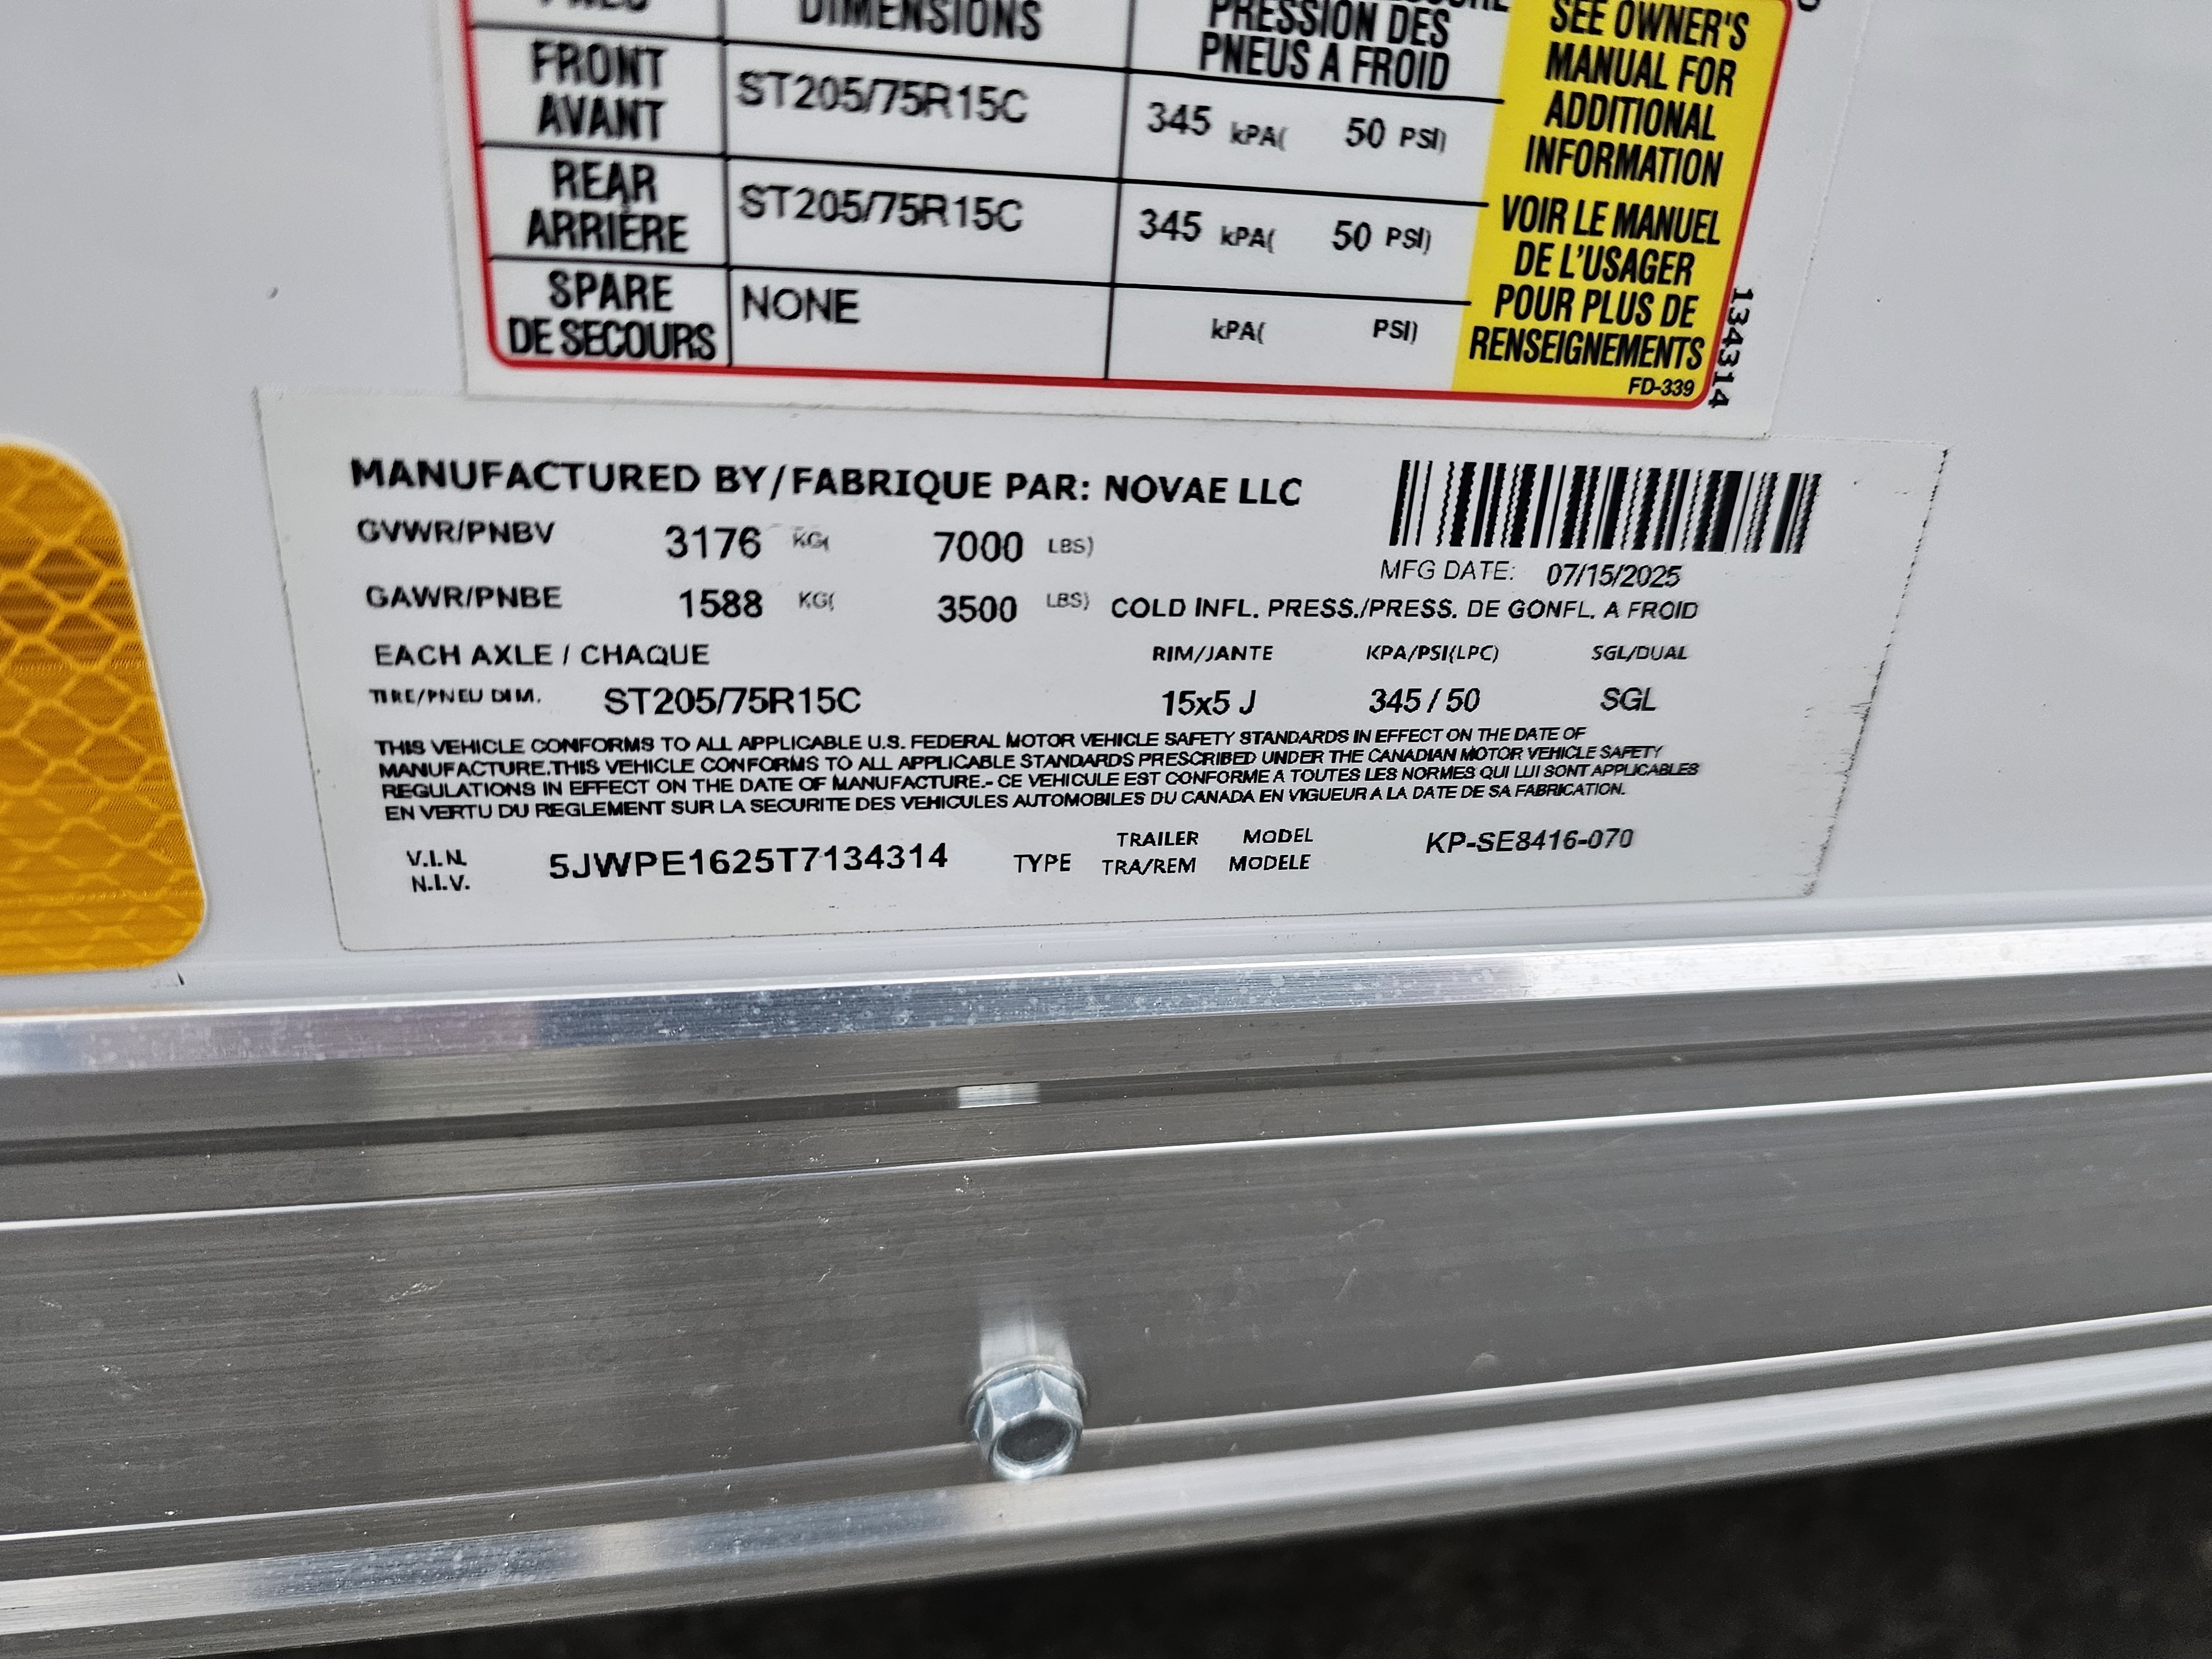 DIMENSIONS
PRESSION DES
PNEUS A FROID
FRONT
AVANT
ST205/75R15C
345 kPA( 50 PSI)
REAR
ARRIÈRE
ST205/75R15C
345 kPA( 50 PSI)
SPARE
DE SECOURS
NONE
kPA( PSI)
SEE OWNER'S
MANUAL FOR
ADDITIONAL
INFORMATION
VOIR LE MANUEL
DE L'USAGER
POUR PLUS DE
RENSEIGNEMENTS
FD-339
134314
MANUFACTURED BY/FABRIQUE PAR: NOVAE LLC
GVWR/PNBV 3176 KG( 7000 LBS)
MFG DATE: 07/15/2025
GAWR/PNBE 1588 KG( 3500 LBS) COLD INFL. PRESS./PRESS. DE GONFL. A FROID
EACH AXLE / CHAQUE RIM/JANTE KPA/PSI(LPC) SGL/DUAL
TIRE/PNEU DIM. ST205/75R15C 15x5 J 345 / 50 SGL
THIS VEHICLE CONFORMS TO ALL APPLICABLE U.S. FEDERAL MOTOR VEHICLE SAFETY STANDARDS IN EFFECT ON THE DATE OF
MANUFACTURE.THIS VEHICLE CONFORMS TO ALL APPLICABLE STANDARDS PRESCRIBED UNDER THE CANADIAN MOTOR VEHICLE SAFETY
REGULATIONS IN EFFECT ON THE DATE OF MANUFACTURE.- CE VEHICULE EST CONFORME A TOUTES LES NORMES QUI LUI SONT APPLICABLES
EN VERTU DU REGLEMENT SUR LA SECURITE DES VEHICULES AUTOMOBILES DU CANADA EN VIGUEUR A LA DATE DE SA FABRICATION.
V.I.N.
N.I.V.
5JWPE1625T7134314
TYPE
TRAILER
TRA/REM
MODEL
MODELE
KP-SE8416-070